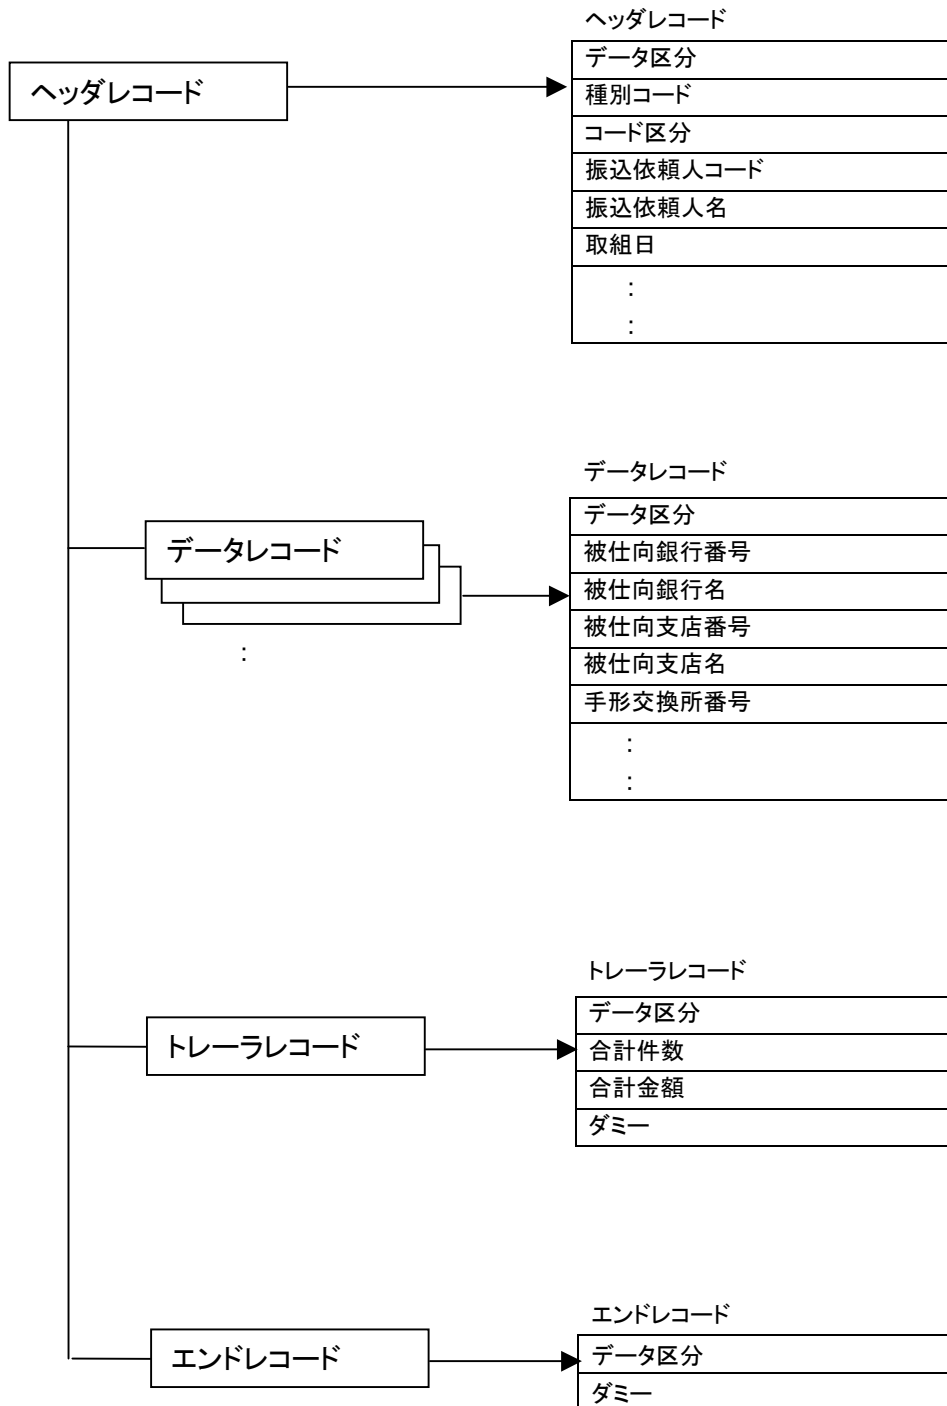 ヘッダレコード
ヘッダレコード
データ区分
種別コード
コード区分
振込依頼人コード
振込依頼人名
取組日
:
:
データレコード
データレコード
:
データ区分
被仕向銀行番号
被仕向銀行名
被仕向支店番号
被仕向支店名
手形交換所番号
:
:
トレーラレコード
トレーラレコード
データ区分
合計件数
合計金額
ダミー
エンドレコード
エンドレコード
データ区分
ダミー